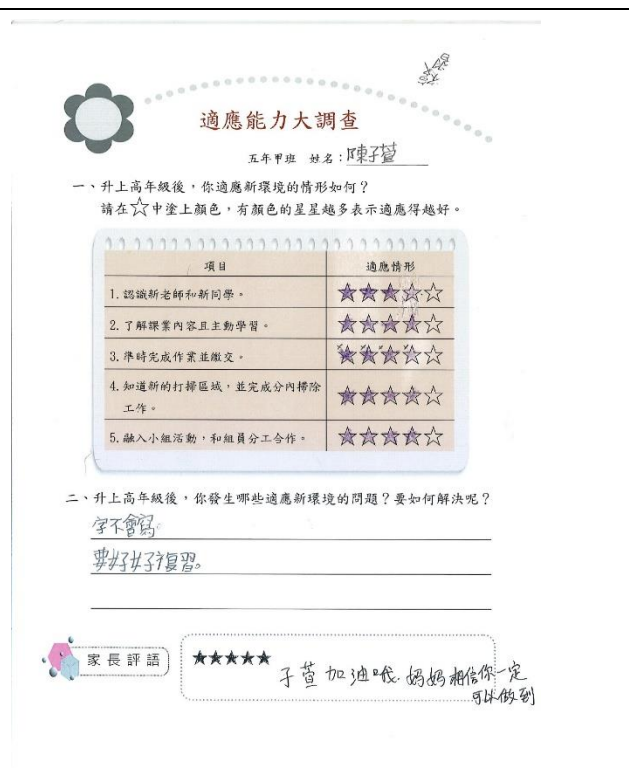 適應能力大調查
五年甲班 姓名：陳子萱
一、升上高年級後，你適應新環境的情形如何？
請在☆中塗上顏色，有顏色的星星越多表示適應得越好。
項目 適應情形
1.認識新老師和新同學。 ★★★☆☆
2.了解課業內容且主動學習。 ★★★★☆
3.準時完成作業並繳交。 ★★★★☆
4.知道新的打掃區域，並完成分內掃除 ★★★★☆
工作。
5.融入小組活動，和組員分工合作。 ★★★★☆
二、升上高年級後，你發生哪些適應新環境的問題？要如何解決呢？
字不會寫。
要好好子複習。
家長評語 ★★★★★
子萱加油哦.媽媽相信你一定
可以做到